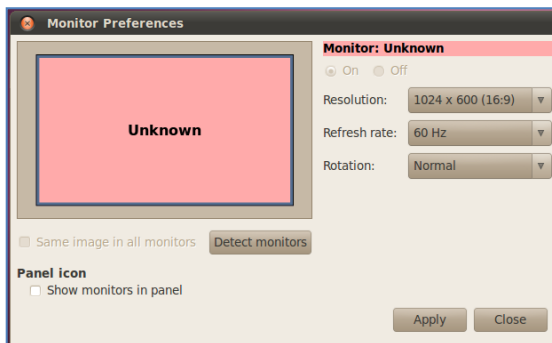 Monitor Preferences
Unknown
Monitor: Unknown
On Off
Resolution: 1024 x 600 (16:9)
Refresh rate: 60 Hz
Rotation: Normal
Same image in all monitors Detect monitors
Panel icon
Show monitors in panel
Apply Close